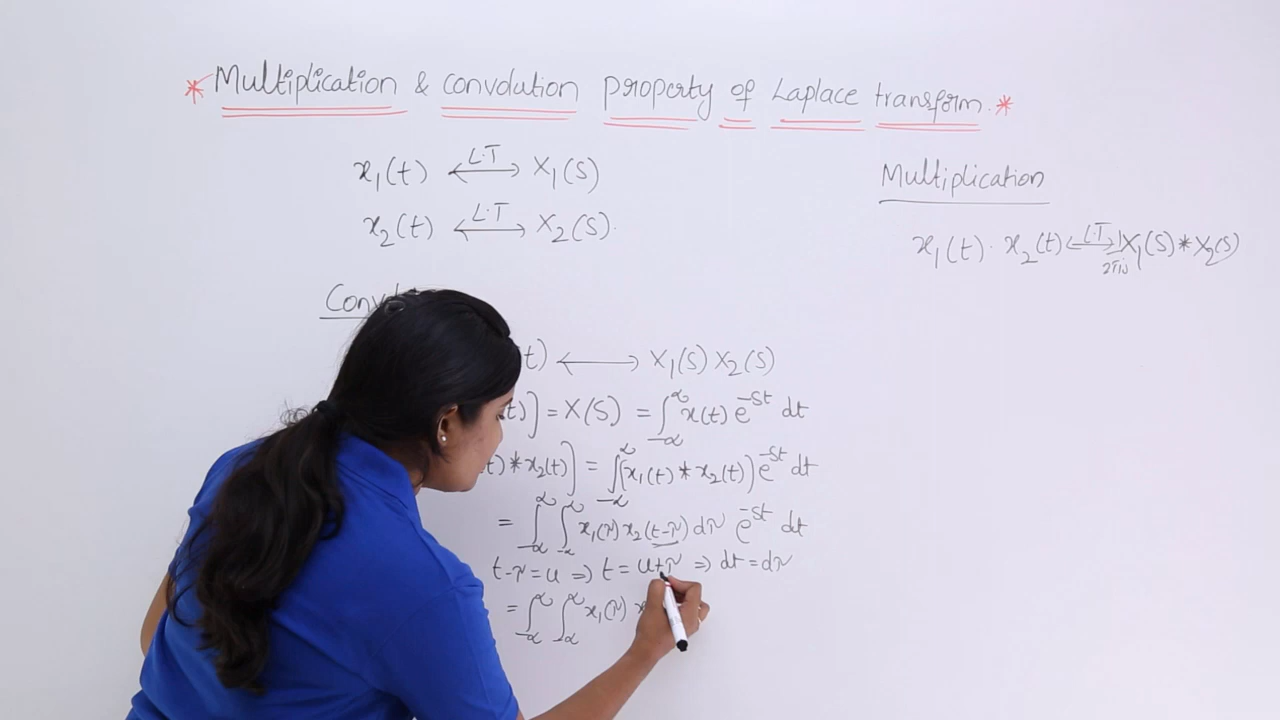 * Multiplication & convolution property of Laplace transform. *
x₁(t) ⟷ L.T X₁(S)
x₂(t) ⟷ L.T X₂(S).
t) ⟷ X₁(S) X₂(S)
(t)] = X(S) = ∫_{-∞}^{∞} x(t) e^{-st} dt
t) * x₂(t)] = ∫_{-∞}^{∞} (x₁(t) * x₂(t)) e^{-st} dt
= ∫_{-∞}^{∞} ∫_{-∞}^{∞} x₁(τ) x₂(t-τ) dτ e^{-st} dt
t-τ = u ⇒ t = u+τ ⇒ dt = dτ
= ∫_{-∞}^{∞} ∫_{-∞}^{∞} x₁(τ) x
Multiplication
x₁(t) · x₂(t) ⟷ L.T 1/2πj X₁(S) * X₂(S)